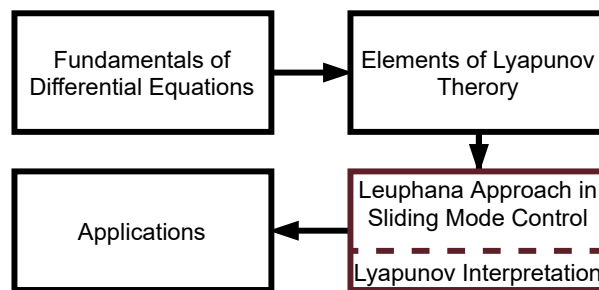 Fundamentals of
Differential Equations
Elements of Lyapunov
Therory
Leuphana Approach in
Sliding Mode Control
Lyapunov Interpretation
Applications